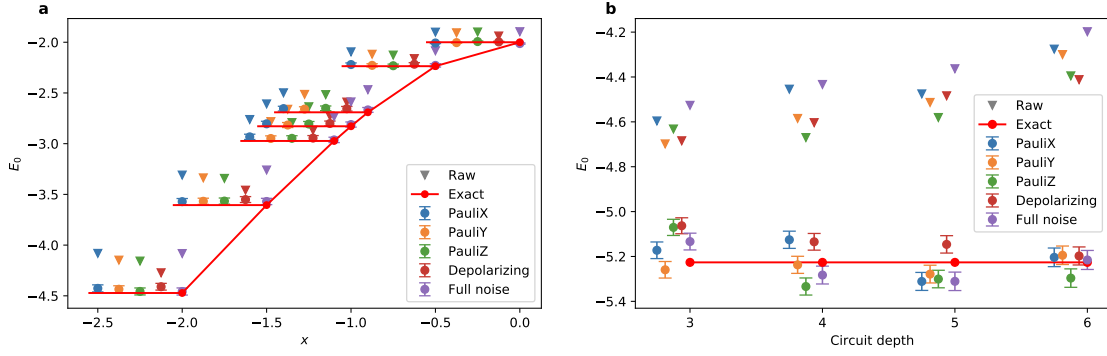 a
b
−2.0
−2.5
−3.0
−3.5
−4.0
−4.5
E0
−2.5
−2.0
−1.5
−1.0
−0.5
0.0
x
Raw
Exact
PauliX
PauliY
PauliZ
Depolarizing
Full noise
−4.2
−4.4
−4.6
−4.8
−5.0
−5.2
−5.4
E0
3
4
5
6
Circuit depth
Raw
Exact
PauliX
PauliY
PauliZ
Depolarizing
Full noise